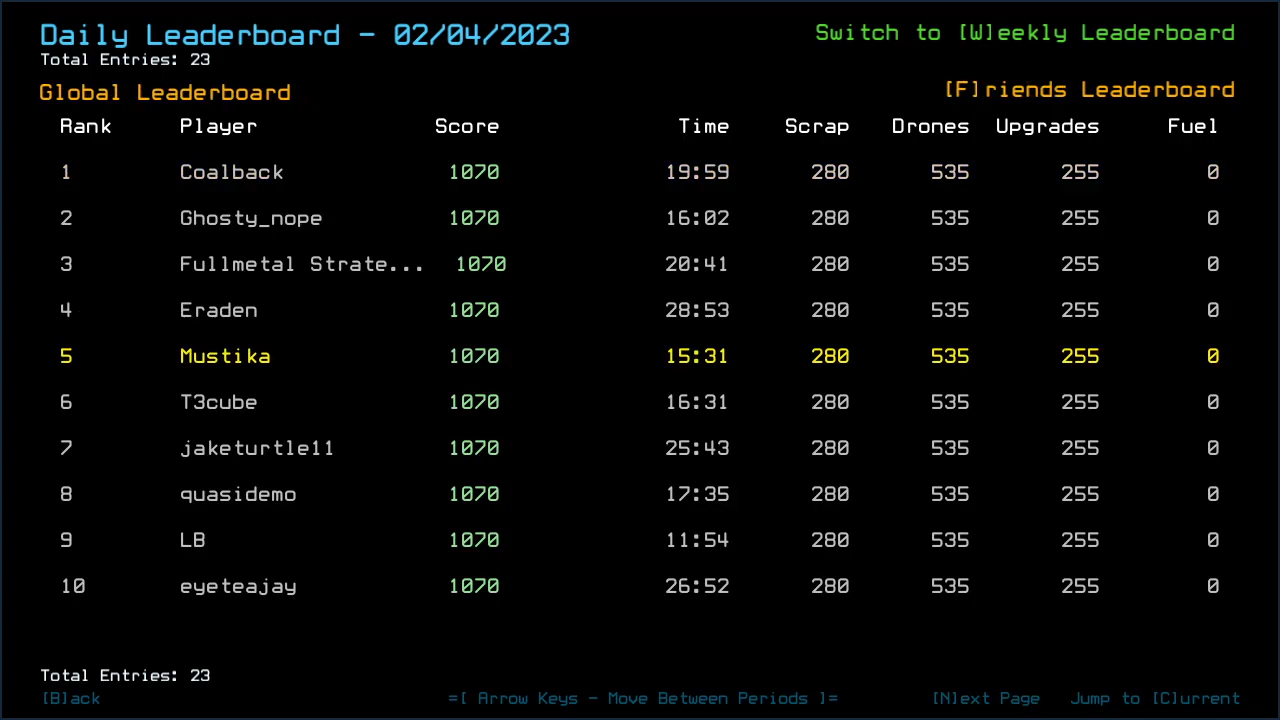 Daily Leaderboard - 02/04/2023 Switch to [W]eekly Leaderboard
Total Entries: 23
Global Leaderboard [F]riends Leaderboard
Rank Player Score Time Scrap Drones Upgrades Fuel
1 Coalback 1070 19:59 280 535 255 0
2 Ghosty_nope 1070 16:02 280 535 255 0
3 Fullmetal Strate... 1070 20:41 280 535 255 0
4 Eraden 1070 28:53 280 535 255 0
5 Mustika 1070 15:31 280 535 255 0
6 T3cube 1070 16:31 280 535 255 0
7 jaketurtle11 1070 25:43 280 535 255 0
8 quasidemo 1070 17:35 280 535 255 0
9 LB 1070 11:54 280 535 255 0
10 eyeteajay 1070 26:52 280 535 255 0
Total Entries: 23
[B]ack =[ Arrow Keys - Move Between Periods ]= [N]ext Page Jump to [C]urrent